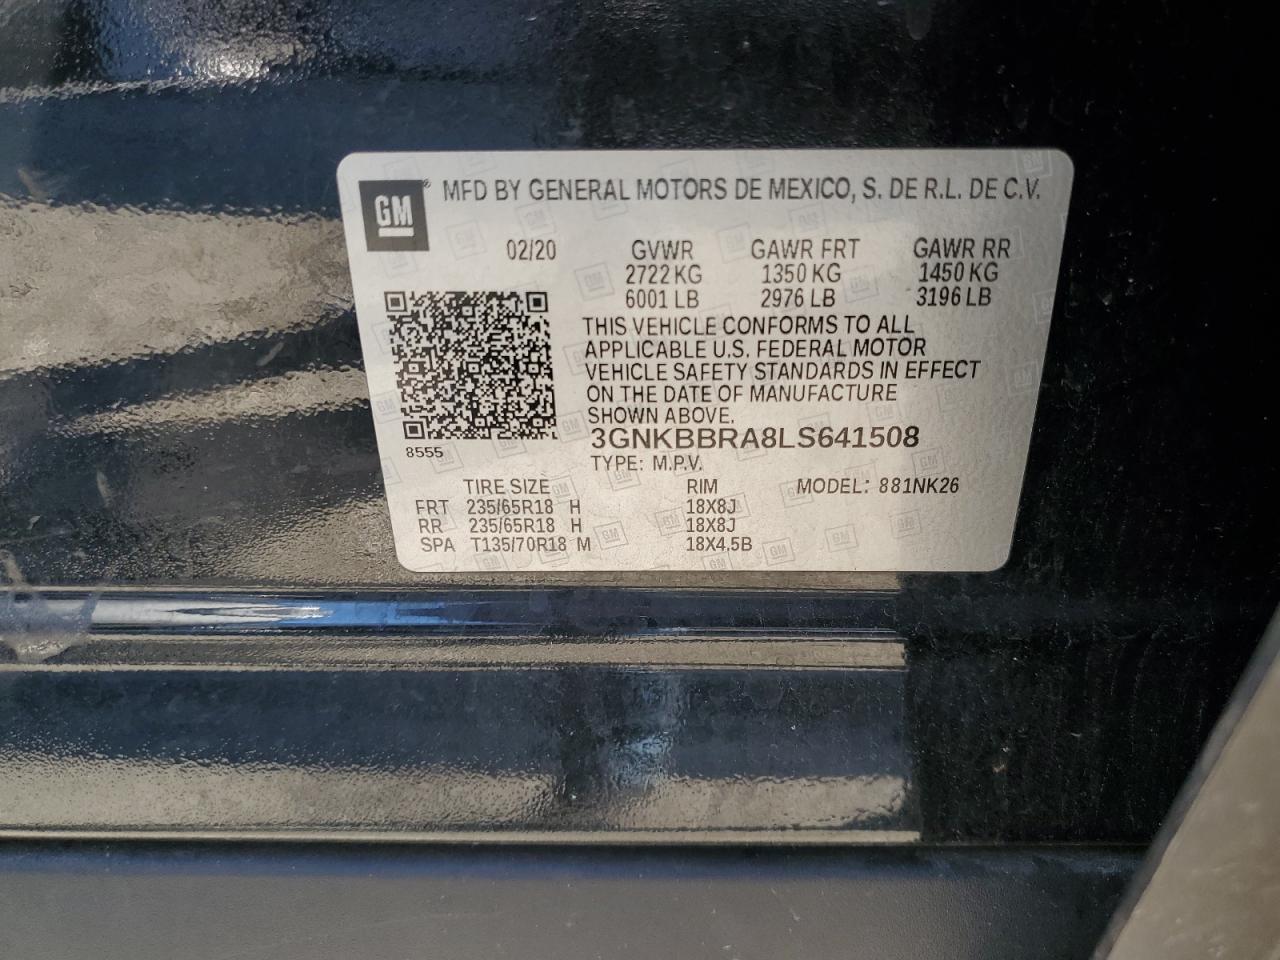 GM® MFD BY GENERAL MOTORS DE MEXICO, S. DE R.L. DE C.V.
02/20 GVWR GAWR FRT GAWR RR
2722 KG 1350 KG 1450 KG
6001 LB 2976 LB 3196 LB
THIS VEHICLE CONFORMS TO ALL
APPLICABLE U.S. FEDERAL MOTOR
VEHICLE SAFETY STANDARDS IN EFFECT
ON THE DATE OF MANUFACTURE
SHOWN ABOVE.
3GNKBBRA8LS641508
8555
TYPE: M.P.V.
TIRE SIZE RIM MODEL: 881NK26
FRT 235/65R18 H 18X8J
RR 235/65R18 H 18X8J
SPA T135/70R18 M 18X4.5B